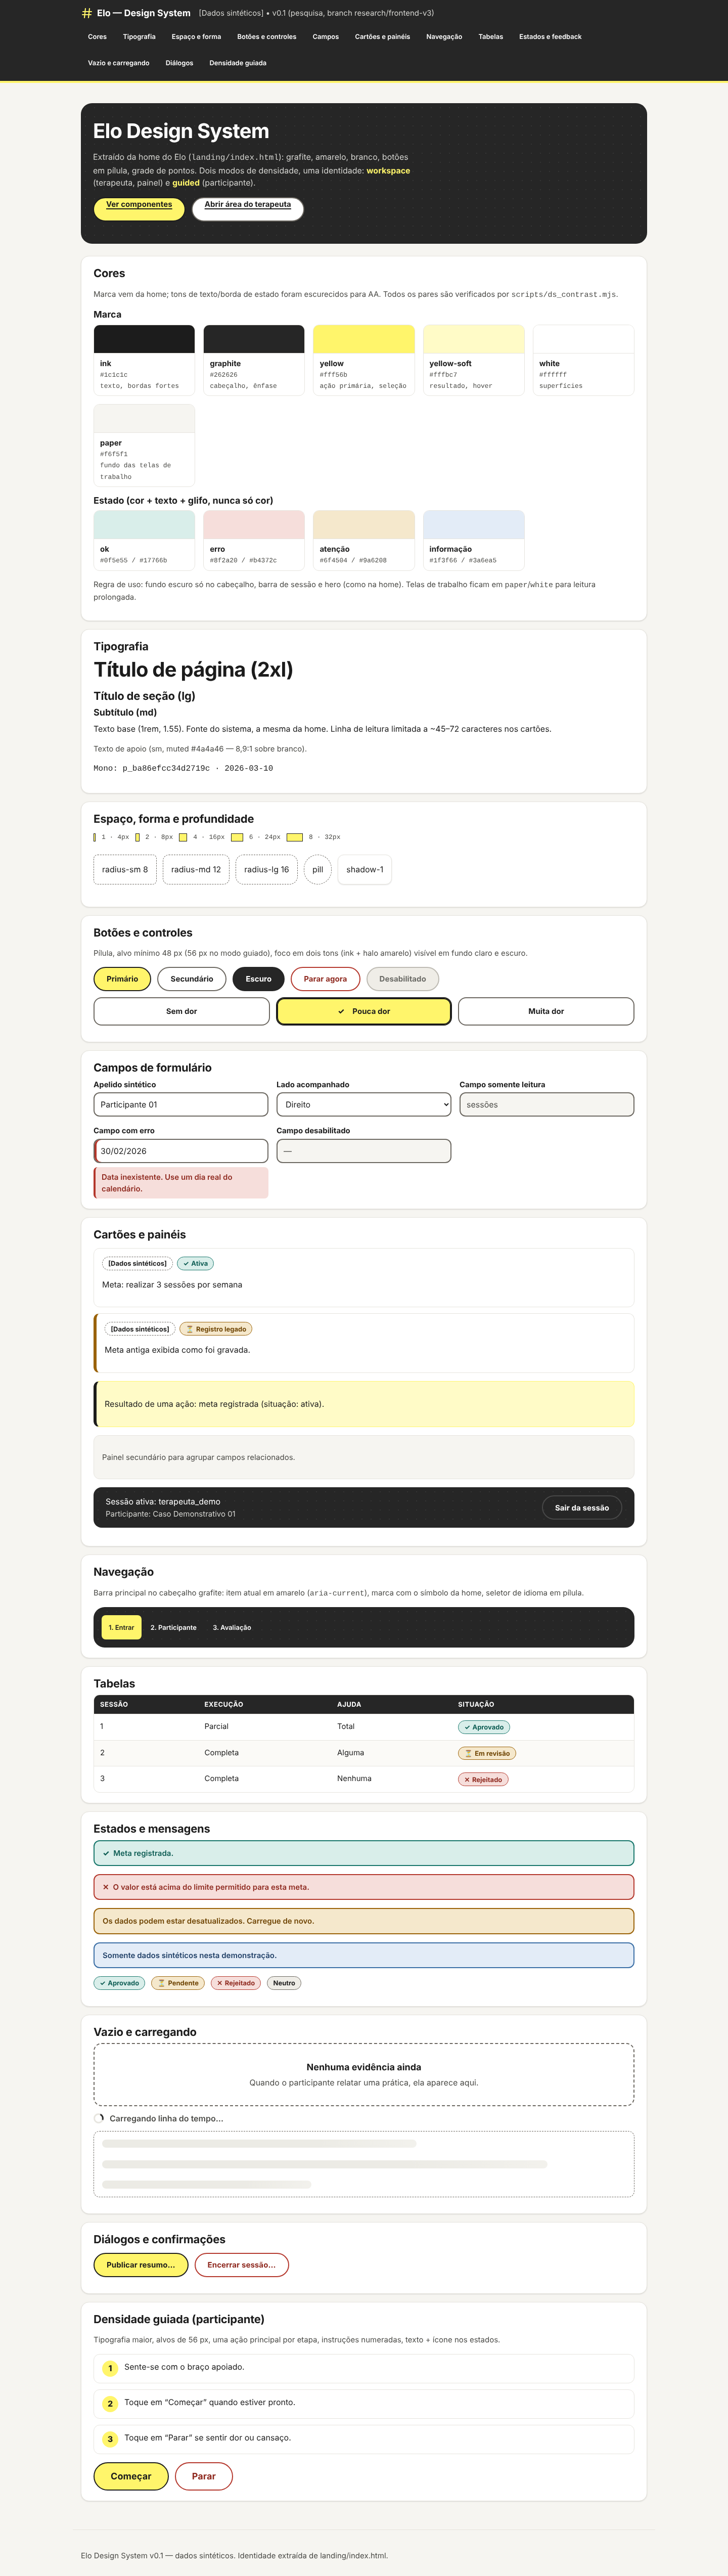 # Elo — Design System [Dados sintéticos] • v0.1 (pesquisa, branch research/frontend-v3)
Cores Tipografia Espaço e forma Botões e controles Campos Cartões e painéis Navegação Tabelas Estados e feedback
Vazio e carregando Diálogos Densidade guiada
Elo Design System
Extraído da home do Elo (landing/index.html): grafite, amarelo, branco, botões
em pílula, grade de pontos. Dois modos de densidade, uma identidade: workspace
(terapeuta, painel) e guided (participante).
Ver componentes Abrir área do terapeuta
Cores
Marca vem da home; tons de texto/borda de estado foram escurecidos para AA. Todos os pares são verificados por scripts/ds_contrast.mjs.
Marca
ink graphite yellow yellow-soft white
#1c1c1c #262626 #fff56b #fffbc7 #ffffff
texto, bordas fortes cabeçalho, ênfase ação primária, seleção resultado, hover superfícies
paper
#f6f5f1
fundo das telas de
trabalho
Estado (cor + texto + glifo, nunca só cor)
ok erro atenção informação
#0f5e55 / #17766b #8f2a20 / #b4372c #6f4504 / #9a6208 #1f3f66 / #3a6ea5
Regra de uso: fundo escuro só no cabeçalho, barra de sessão e hero (como na home). Telas de trabalho ficam em paper/white para leitura
prolongada.
Tipografia
Título de página (2xl)
Título de seção (lg)
Subtítulo (md)
Texto base (1rem, 1.55). Fonte do sistema, a mesma da home. Linha de leitura limitada a ~45–72 caracteres nos cartões.
Texto de apoio (sm, muted #4a4a46 — 8,9:1 sobre branco).
Mono: p_ba86efcc34d2719c · 2026-03-10
Espaço, forma e profundidade
1 · 4px 2 · 8px 4 · 16px 6 · 24px 8 · 32px
radius-sm 8 radius-md 12 radius-lg 16 pill shadow-1
Botões e controles
Pílula, alvo mínimo 48 px (56 px no modo guiado), foco em dois tons (ink + halo amarelo) visível em fundo claro e escuro.
Primário Secundário Escuro Parar agora Desabilitado
Sem dor ✓ Pouca dor Muita dor
Campos de formulário
Apelido sintético Lado acompanhado Campo somente leitura
Participante 01 Direito sessões
Campo com erro Campo desabilitado
30/02/2026 —
Data inexistente. Use um dia real do
calendário.
Cartões e painéis
[Dados sintéticos] ✓ Ativa
Meta: realizar 3 sessões por semana
[Dados sintéticos] ⏳ Registro legado
Meta antiga exibida como foi gravada.
Resultado de uma ação: meta registrada (situação: ativa).
Painel secundário para agrupar campos relacionados.
Sessão ativa: terapeuta_demo
Participante: Caso Demonstrativo 01
Sair da sessão
Navegação
Barra principal no cabeçalho grafite: item atual em amarelo (aria-current), marca com o símbolo da home, seletor de idioma em pílula.
1. Entrar 2. Participante 3. Avaliação
Tabelas
SESSÃO EXECUÇÃO AJUDA SITUAÇÃO
1 Parcial Total ✓ Aprovado
2 Completa Alguma ⏳ Em revisão
3 Completa Nenhuma ✕ Rejeitado
Estados e mensagens
✓ Meta registrada.
✕ O valor está acima do limite permitido para esta meta.
Os dados podem estar desatualizados. Carregue de novo.
Somente dados sintéticos nesta demonstração.
✓ Aprovado ⏳ Pendente ✕ Rejeitado Neutro
Vazio e carregando
Nenhuma evidência ainda
Quando o participante relatar uma prática, ela aparece aqui.
Carregando linha do tempo…
Diálogos e confirmações
Publicar resumo… Encerrar sessão…
Densidade guiada (participante)
Tipografia maior, alvos de 56 px, uma ação principal por etapa, instruções numeradas, texto + ícone nos estados.
1 Sente-se com o braço apoiado.
2 Toque em “Começar” quando estiver pronto.
3 Toque em “Parar” se sentir dor ou cansaço.
Começar Parar
Elo Design System v0.1 — dados sintéticos. Identidade extraída de landing/index.html.